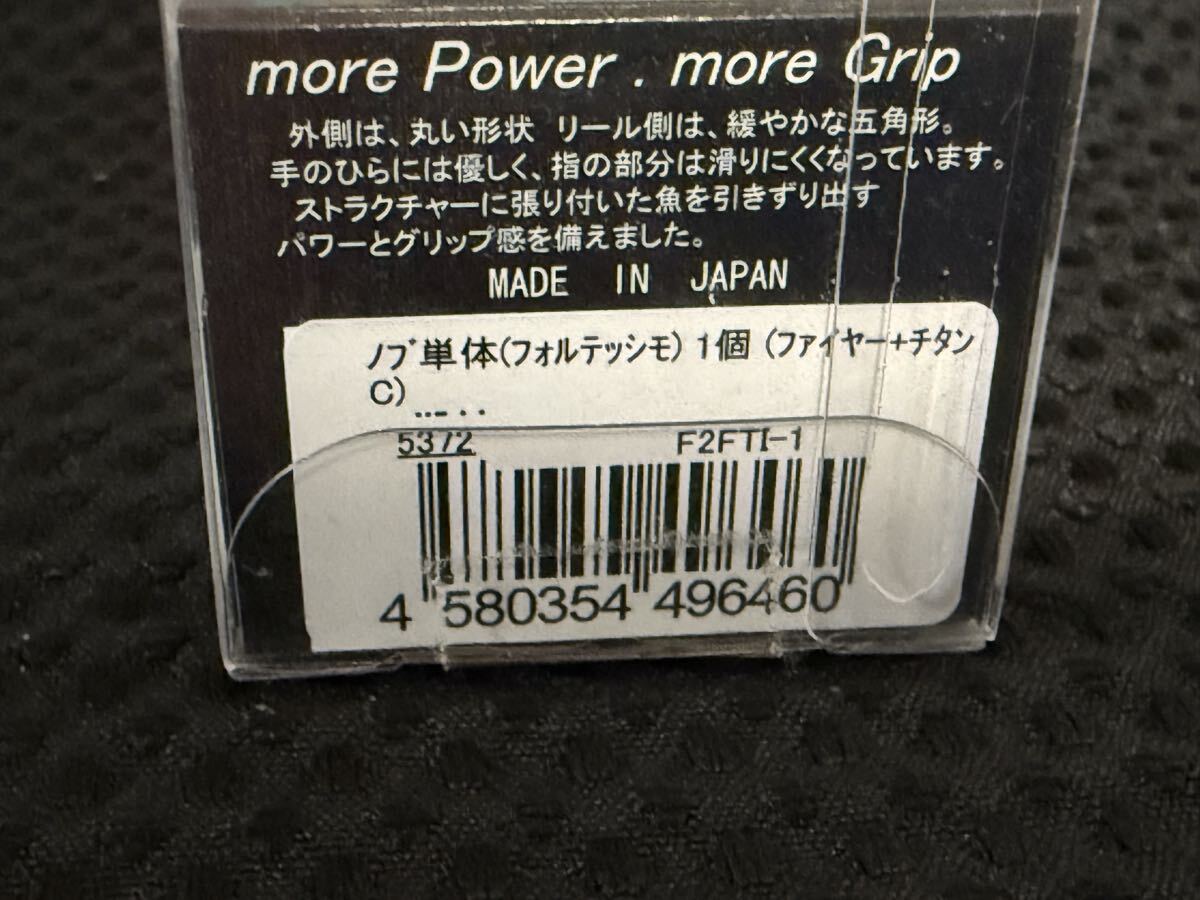 more Power . more Grip
外側は、丸い形状 リール側は、緩やかな五角形。
手のひらには優しく、指の部分は滑りにくくなっています。
ストラクチャーに張り付いた魚を引きずり出す
パワーとグリップ感を備えました。
MADE IN JAPAN
ノブ単体(フォルテッシモ) 1個 (ファイヤー+チタン
C)
5372 F2FTI-1
4 580354 496460